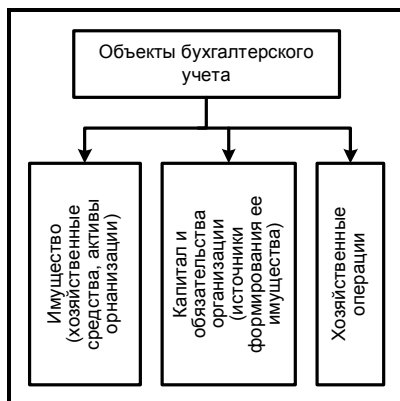 Объекты бухгалтерского
учета
Имущество
(хозяйственные
средства, активы
орнанизации)
Капитал и
обязательства
организации
(источники
формирования ее
имущества)
Хозяйственные
операции